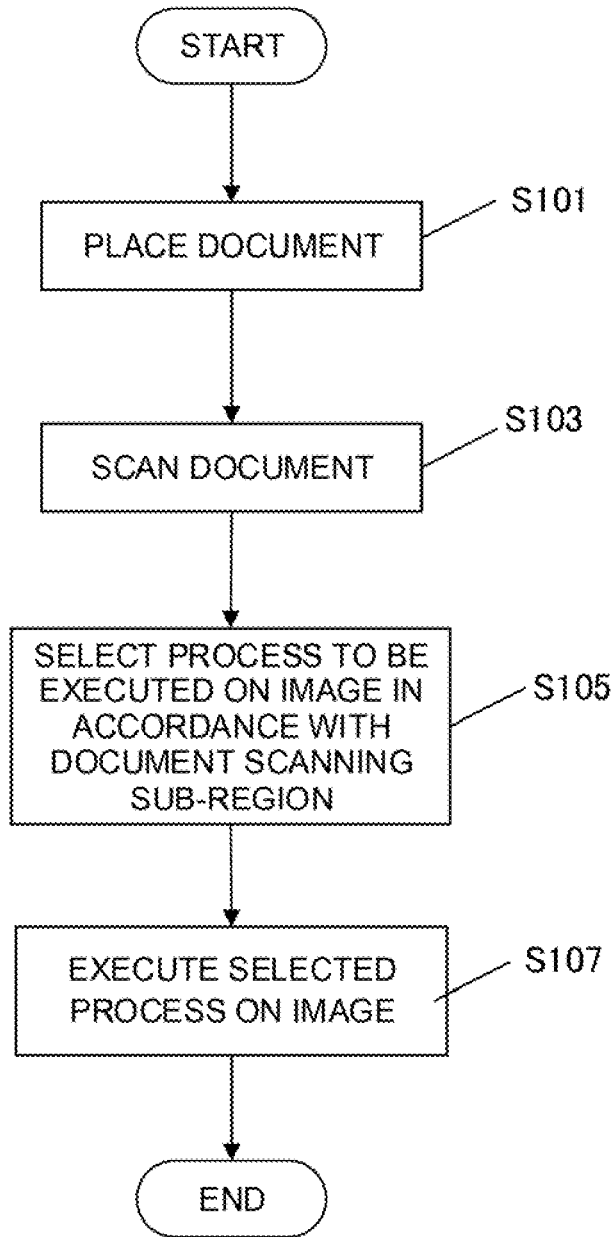 START
S101
PLACE DOCUMENT
S103
SCAN DOCUMENT
SELECT PROCESS TO BE
EXECUTED ON IMAGE IN
S105
ACCORDANCE WITH
DOCUMENT SCANNING
SUB-REGION
S107
EXECUTE SELECTED
PROCESS ON IMAGE
END